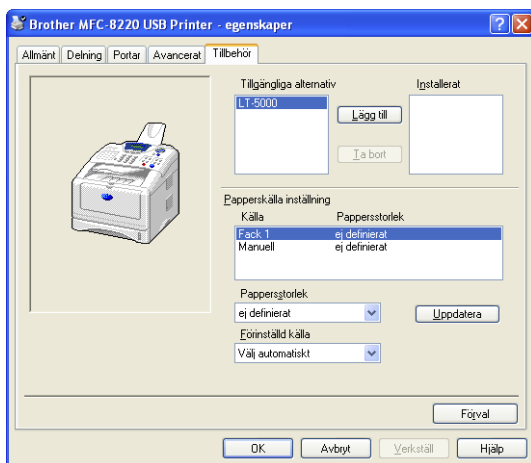 Brother MFC-8220 USB Printer - egenskaper
Allmänt Delning Portar Avancerat Tillbehör
Tillgängliga alternativ Installerat
LT-5000
Lägg till
Ta bort
Papperskälla inställning
Källa Pappersstorlek
Fack 1 ej definierat
Manuell ej definierat
Pappersstorlek
ej definierat Uppdatera
Förinställd källa
Välj automatiskt
Förval
OK Avbryt Verkställ Hjälp